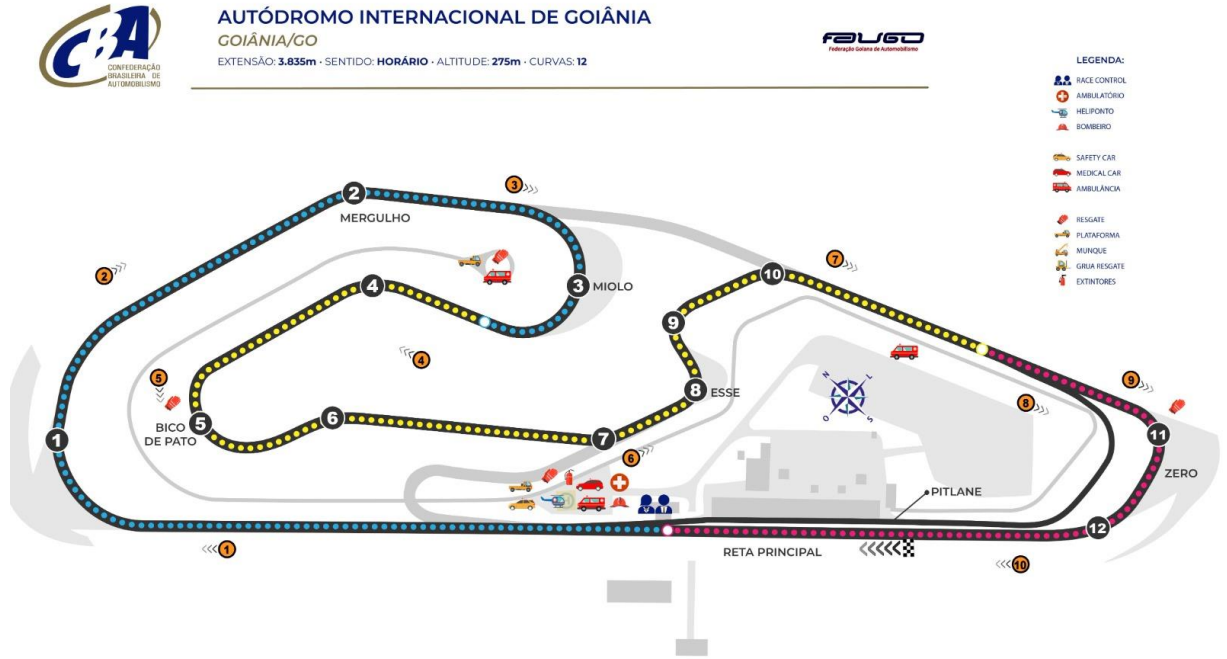 CBA
CONFEDERAÇÃO
BRASILEIRA DE
AUTOMOBILISMO
AUTÓDROMO INTERNACIONAL DE GOIÂNIA
GOIÂNIA/GO
EXTENSÃO: 3.835m · SENTIDO: HORÁRIO · ALTITUDE: 275m · CURVAS: 12
FAUGO
Federação Goiana de Automobilismo
LEGENDA:
RACE CONTROL
AMBULATÓRIO
HELIPONTO
BOMBEIRO
SAFETY CAR
MEDICAL CAR
AMBULÂNCIA
RESGATE
PLATAFORMA
MUNQUE
GRUA RESGATE
EXTINTORES
3
2
MERGULHO
7
10
2
4
3 MIOLO
9
4
5
9
8 ESSE
N L
O S
8
5
BICO
DE PATO
6
7
11
1
6
ZERO
PITLANE
12
RETA PRINCIPAL
1
10